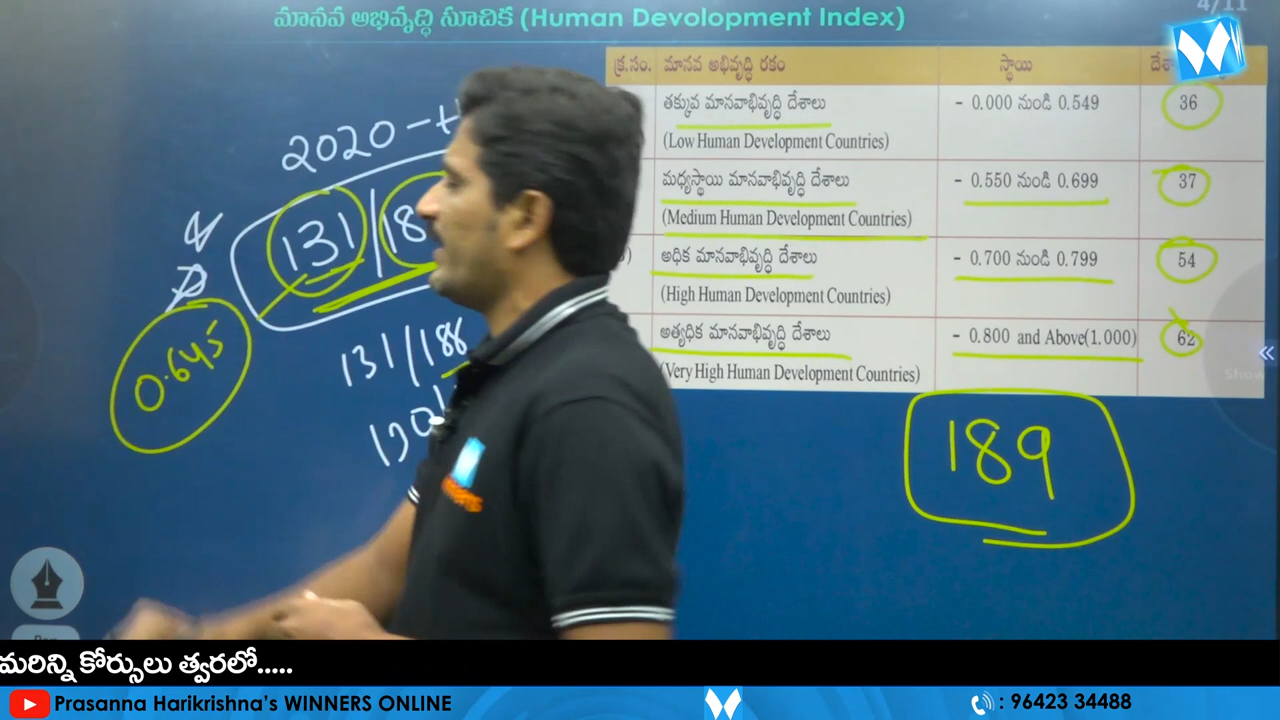 మానవ అభివృద్ధి సూచిక (Human Devolopment Index)
4/11
క్ర.సం. మానవ అభివృద్ధి రకం స్థాయి
తక్కువ మానవాభివృద్ధి దేశాలు - 0.000 నుండి 0.549 36
(Low Human Development Countries)
మధ్యస్థాయి మానవాభివృద్ధి దేశాలు - 0.550 నుండి 0.699 37
(Medium Human Development Countries)
అధిక మానవాభివృద్ధి దేశాలు - 0.700 నుండి 0.799 54
(High Human Development Countries)
అత్యధిక మానవాభివృద్ధి దేశాలు - 0.800 and Above(1.000) 62
(Very High Human Development Countries)
189
2020 -
131/18
0.645
131/188
Show
మరిన్ని కోర్సులు త్వరలో.....
Prasanna Harikrishna's WINNERS ONLINE
: 96423 34488